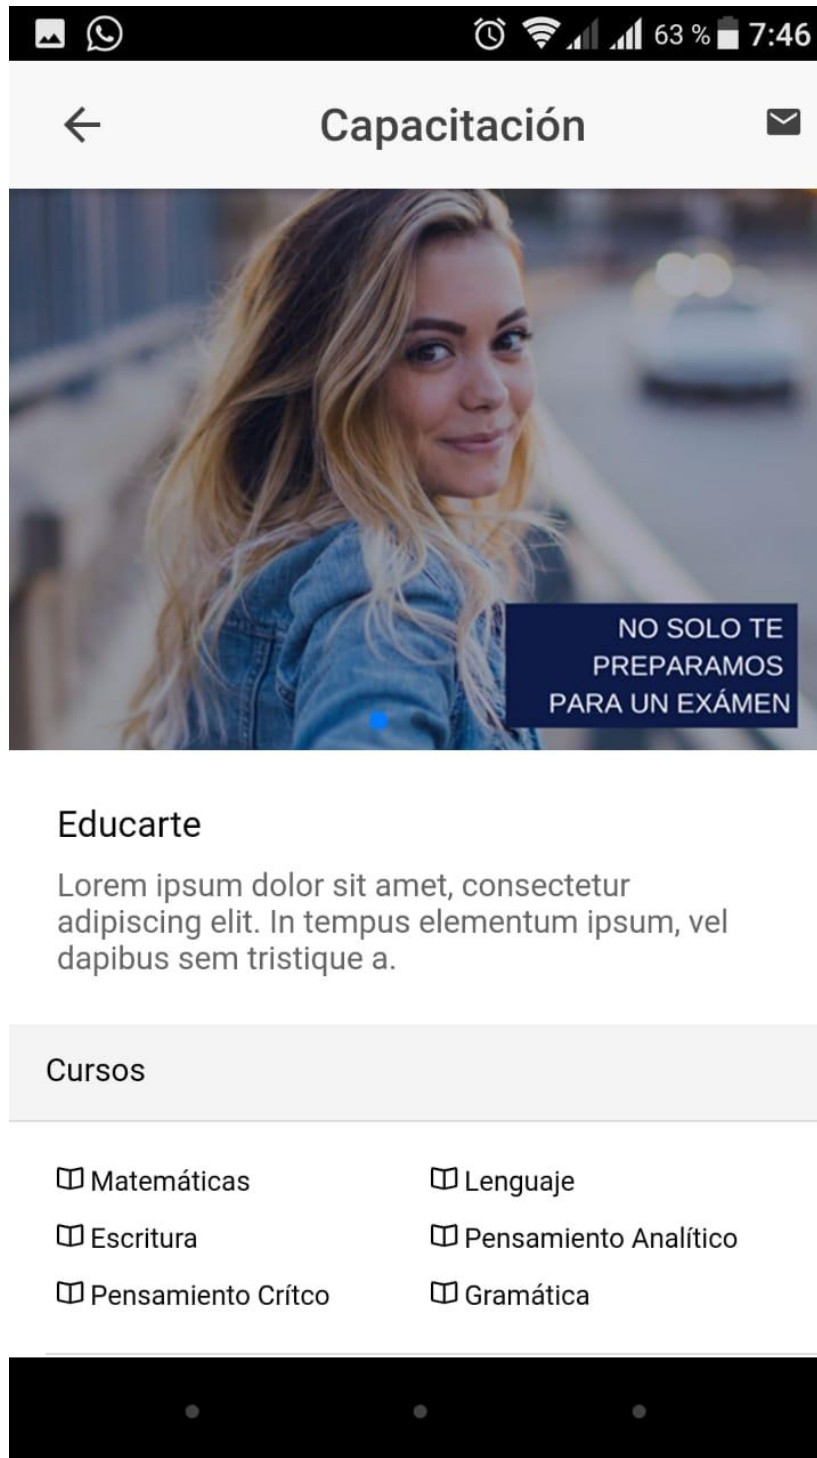 63 % 7:46
Capacitación
NO SOLO TE
PREPARAMOS
PARA UN EXÁMEN
Educarte
Lorem ipsum dolor sit amet, consectetur
adipiscing elit. In tempus elementum ipsum, vel
dapibus sem tristique a.
Cursos
Matemáticas Lenguaje
Escritura Pensamiento Analítico
Pensamiento Crítco Gramática